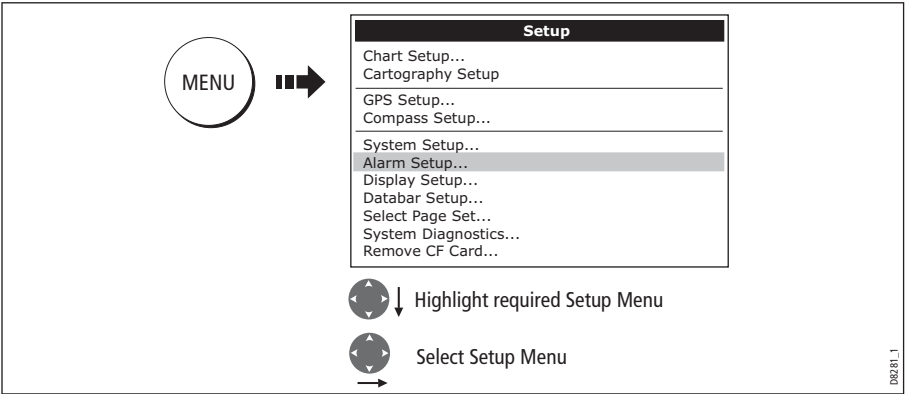 MENU
Setup
Chart Setup...
Cartography Setup
GPS Setup...
Compass Setup...
System Setup...
Alarm Setup...
Display Setup...
Databar Setup...
Select Page Set...
System Diagnostics...
Remove CF Card...
Highlight required Setup Menu
Select Setup Menu
D8281_1